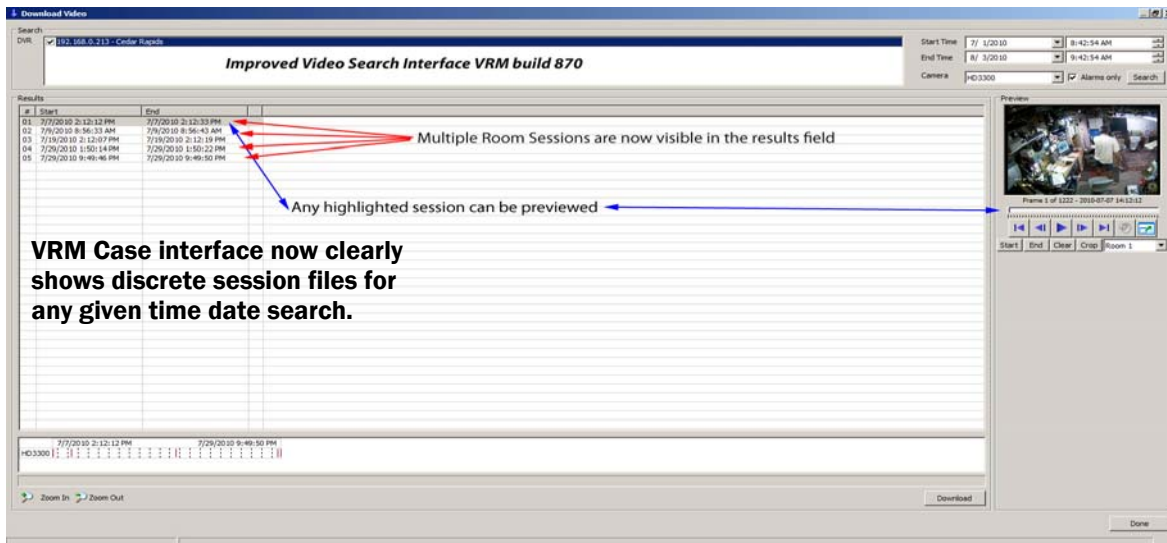 Download Video
Search
DVR
192.168.0.213 - Cedar Rapids
Improved Video Search Interface VRM build 870
Start Time 7/ 1/2010 8:42:54 AM
End Time 8/ 3/2010 9:42:54 AM
Camera HD3300 Alarms only Search
Results
# Start End
01 7/7/2010 2:12:12 PM 7/7/2010 2:12:33 PM
02 7/9/2010 8:56:33 AM 7/9/2010 8:56:43 AM
03 7/19/2010 2:12:07 PM 7/19/2010 2:12:19 PM
04 7/29/2010 1:50:14 PM 7/29/2010 1:50:22 PM
05 7/29/2010 9:49:46 PM 7/29/2010 9:49:50 PM
Multiple Room Sessions are now visible in the results field
Any highlighted session can be previewed
VRM Case interface now clearly
shows discrete session files for
any given time date search.
Preview
Frame 1 of 1222 - 2010-07-07 14:12:12
Start End Clear Crop Room 1
7/7/2010 2:12:12 PM 7/29/2010 9:49:50 PM
HD3300
Zoom In Zoom Out
Download
Done